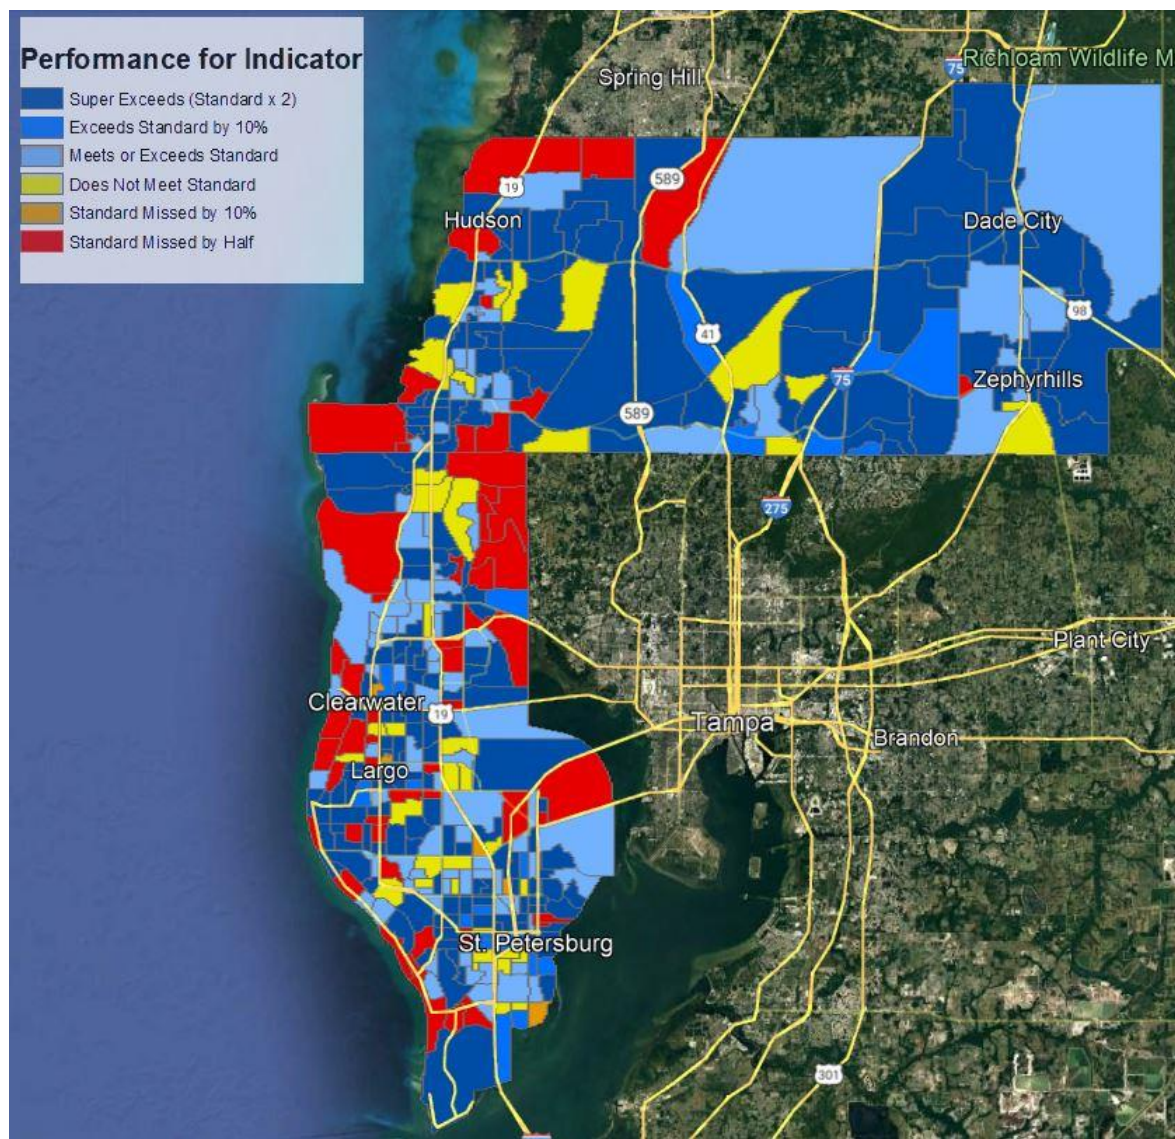 Performance for Indicator
Super Exceeds (Standard x 2)
Exceeds Standard by 10%
Meets or Exceeds Standard
Does Not Meet Standard
Standard Missed by 10%
Standard Missed by Half
Richloam Wildlife M
75
Spring Hill
589
19
Hudson
Dade City
98
41
Zephyrhills
75
589
275
Plant City
Clearwater
19
Tampa
Brandon
Largo
St. Petersburg
301